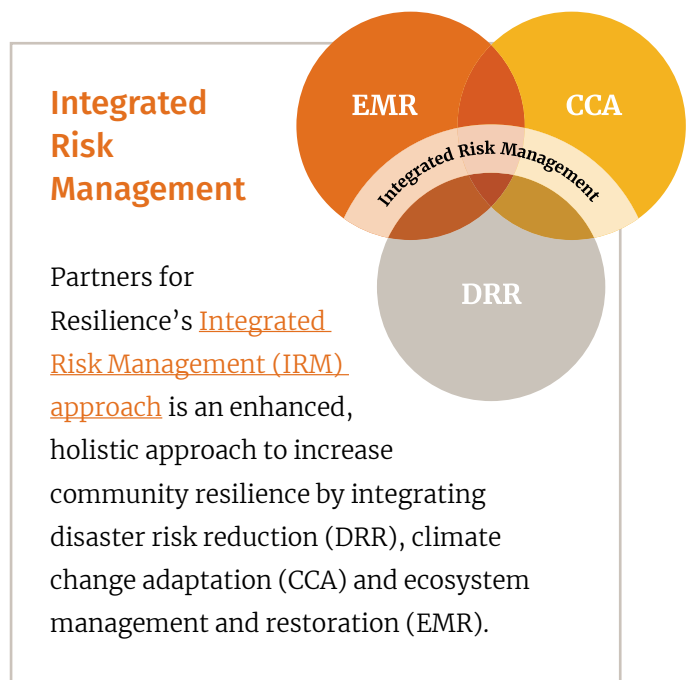 Integrated
Risk
Management
EMR
CCA
Integrated Risk Management
DRR
Partners for
Resilience’s Integrated
Risk Management (IRM)
approach is an enhanced,
holistic approach to increase
community resilience by integrating
disaster risk reduction (DRR), climate
change adaptation (CCA) and ecosystem
management and restoration (EMR).